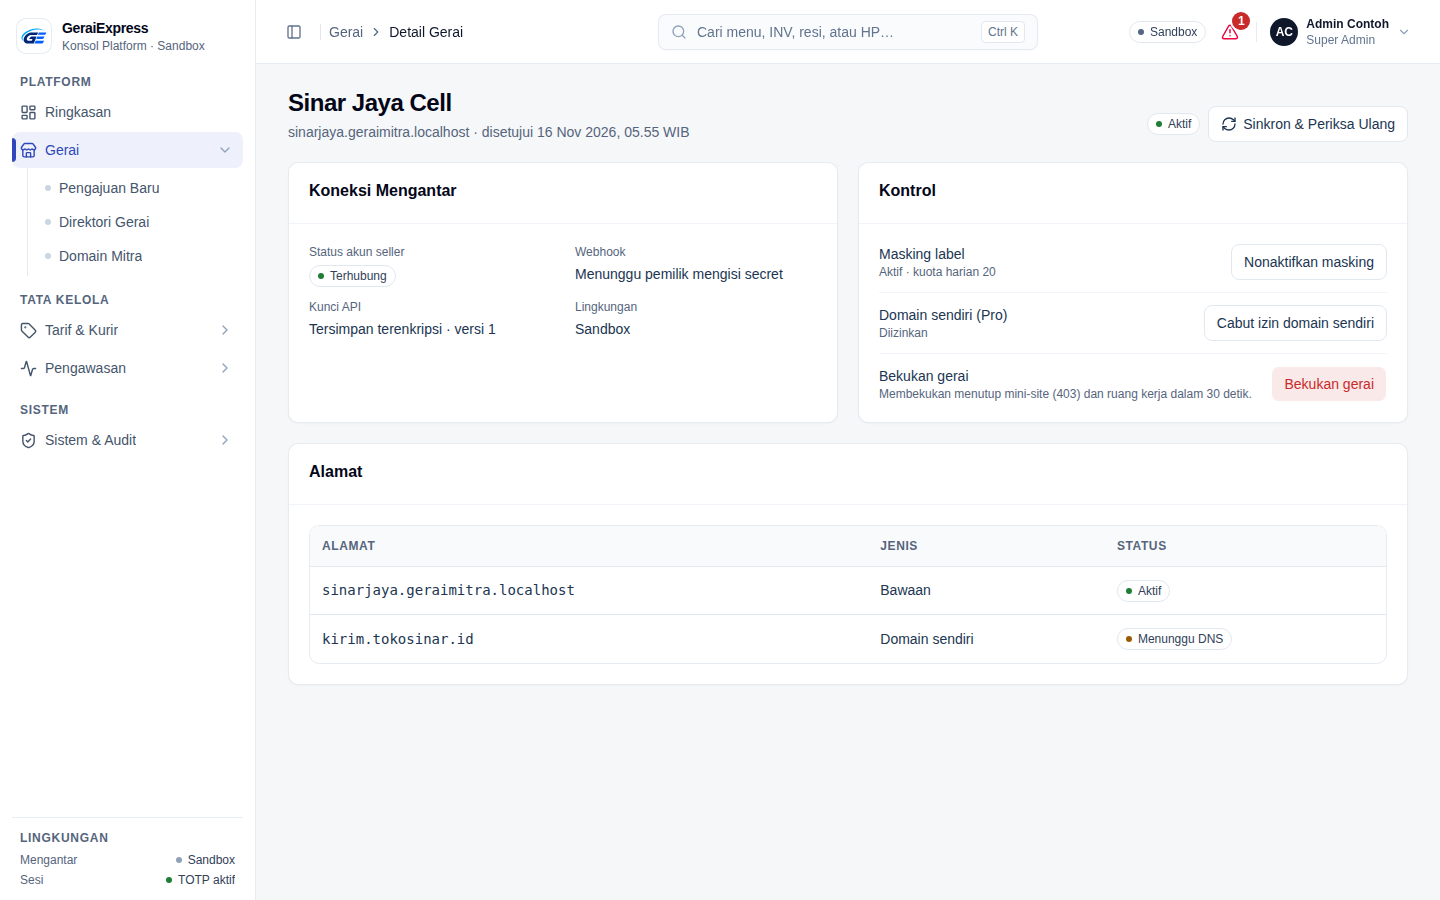 GeraiExpress
Konsol Platform · Sandbox
PLATFORM
Ringkasan
Gerai
Pengajuan Baru
Direktori Gerai
Domain Mitra
TATA KELOLA
Tarif & Kurir
Pengawasan
SISTEM
Sistem & Audit
LINGKUNGAN
Mengantar Sandbox
Sesi TOTP aktif
Gerai > Detail Gerai
Cari menu, INV, resi, atau HP… Ctrl K
Sandbox
1
AC
Admin Contoh
Super Admin
Sinar Jaya Cell
sinarjaya.geraimitra.localhost · disetujui 16 Nov 2026, 05.55 WIB
Aktif
Sinkron & Periksa Ulang
Koneksi Mengantar
Status akun seller
Terhubung
Webhook
Menunggu pemilik mengisi secret
Kunci API
Tersimpan terenkripsi · versi 1
Lingkungan
Sandbox
Kontrol
Masking label
Aktif · kuota harian 20
Nonaktifkan masking
Domain sendiri (Pro)
Diizinkan
Cabut izin domain sendiri
Bekukan gerai
Membekukan menutup mini-site (403) dan ruang kerja dalam 30 detik.
Bekukan gerai
Alamat
ALAMAT JENIS STATUS
sinarjaya.geraimitra.localhost Bawaan Aktif
kirim.tokosinar.id Domain sendiri Menunggu DNS